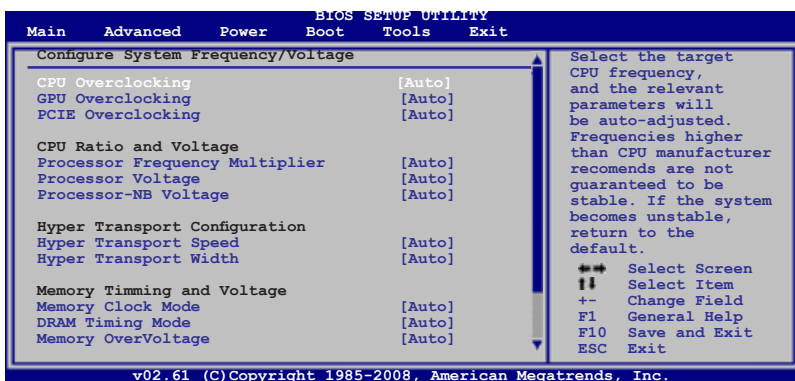 BIOS SETUP UTILITY
Main Advanced Power Boot Tools Exit
Configure System Frequency/Voltage
CPU Overclocking [Auto]
GPU Overclocking [Auto]
PCIE Overclocking [Auto]
CPU Ratio and Voltage
Processor Frequency Multiplier [Auto]
Processor Voltage [Auto]
Processor-NB Voltage [Auto]
Hyper Transport Configuration
Hyper Transport Speed [Auto]
Hyper Transport Width [Auto]
Memory Timming and Voltage
Memory Clock Mode [Auto]
DRAM Timing Mode [Auto]
Memory OverVoltage [Auto]
Select the target
CPU frequency,
and the relevant
parameters will
be auto-adjusted.
Frequencies higher
than CPU manufacturer
recomends are not
guaranteed to be
stable. If the system
becomes unstable,
return to the
default.
Select Screen
Select Item
+- Change Field
F1 General Help
F10 Save and Exit
ESC Exit
v02.61 (C)Copyright 1985-2008, American Megatrends, Inc.